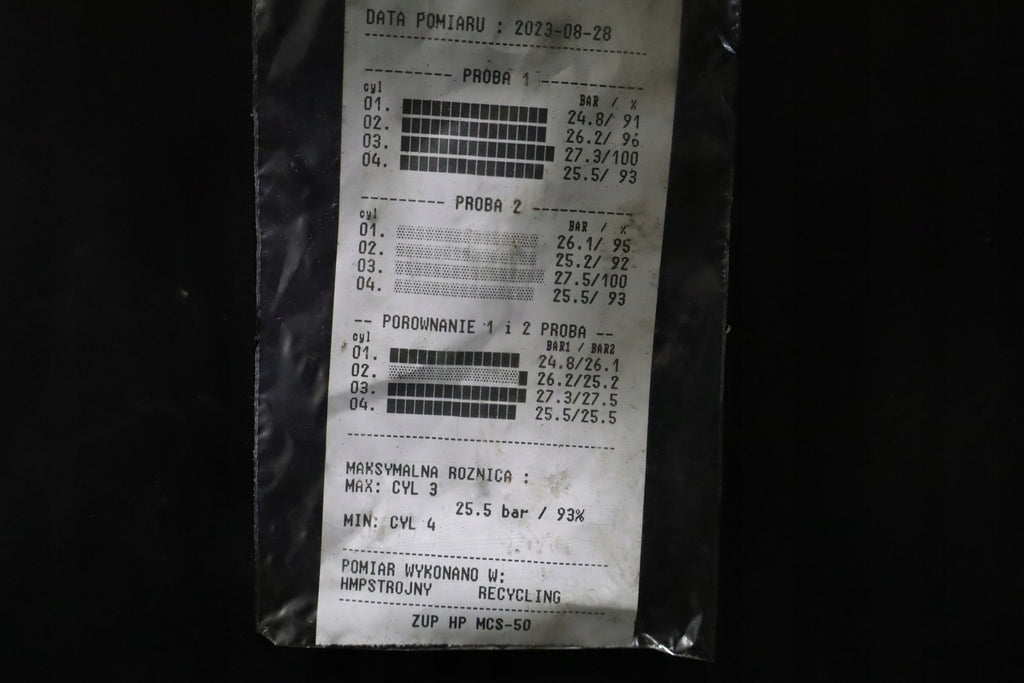 DATA POMIARU : 2023-08-28
PROBA 1
cyl BAR / %
01. 24.8/ 91
02. 26.2/ 96
03. 27.3/100
04. 25.5/ 93
PROBA 2
cyl BAR / %
01. 26.1/ 95
02. 25.2/ 92
03. 27.5/100
04. 25.5/ 93
-- POROWNANIE 1 i 2 PROBA --
cyl BAR1 / BAR2
01. 24.8/26.1
02. 26.2/25.2
03. 27.3/27.5
04. 25.5/25.5
MAKSYMALNA ROZNICA :
MAX: CYL 3
25.5 bar / 93%
MIN: CYL 4
POMIAR WYKONANO W:
HMPSTROJNY RECYCLING
ZUP HP MCS-50